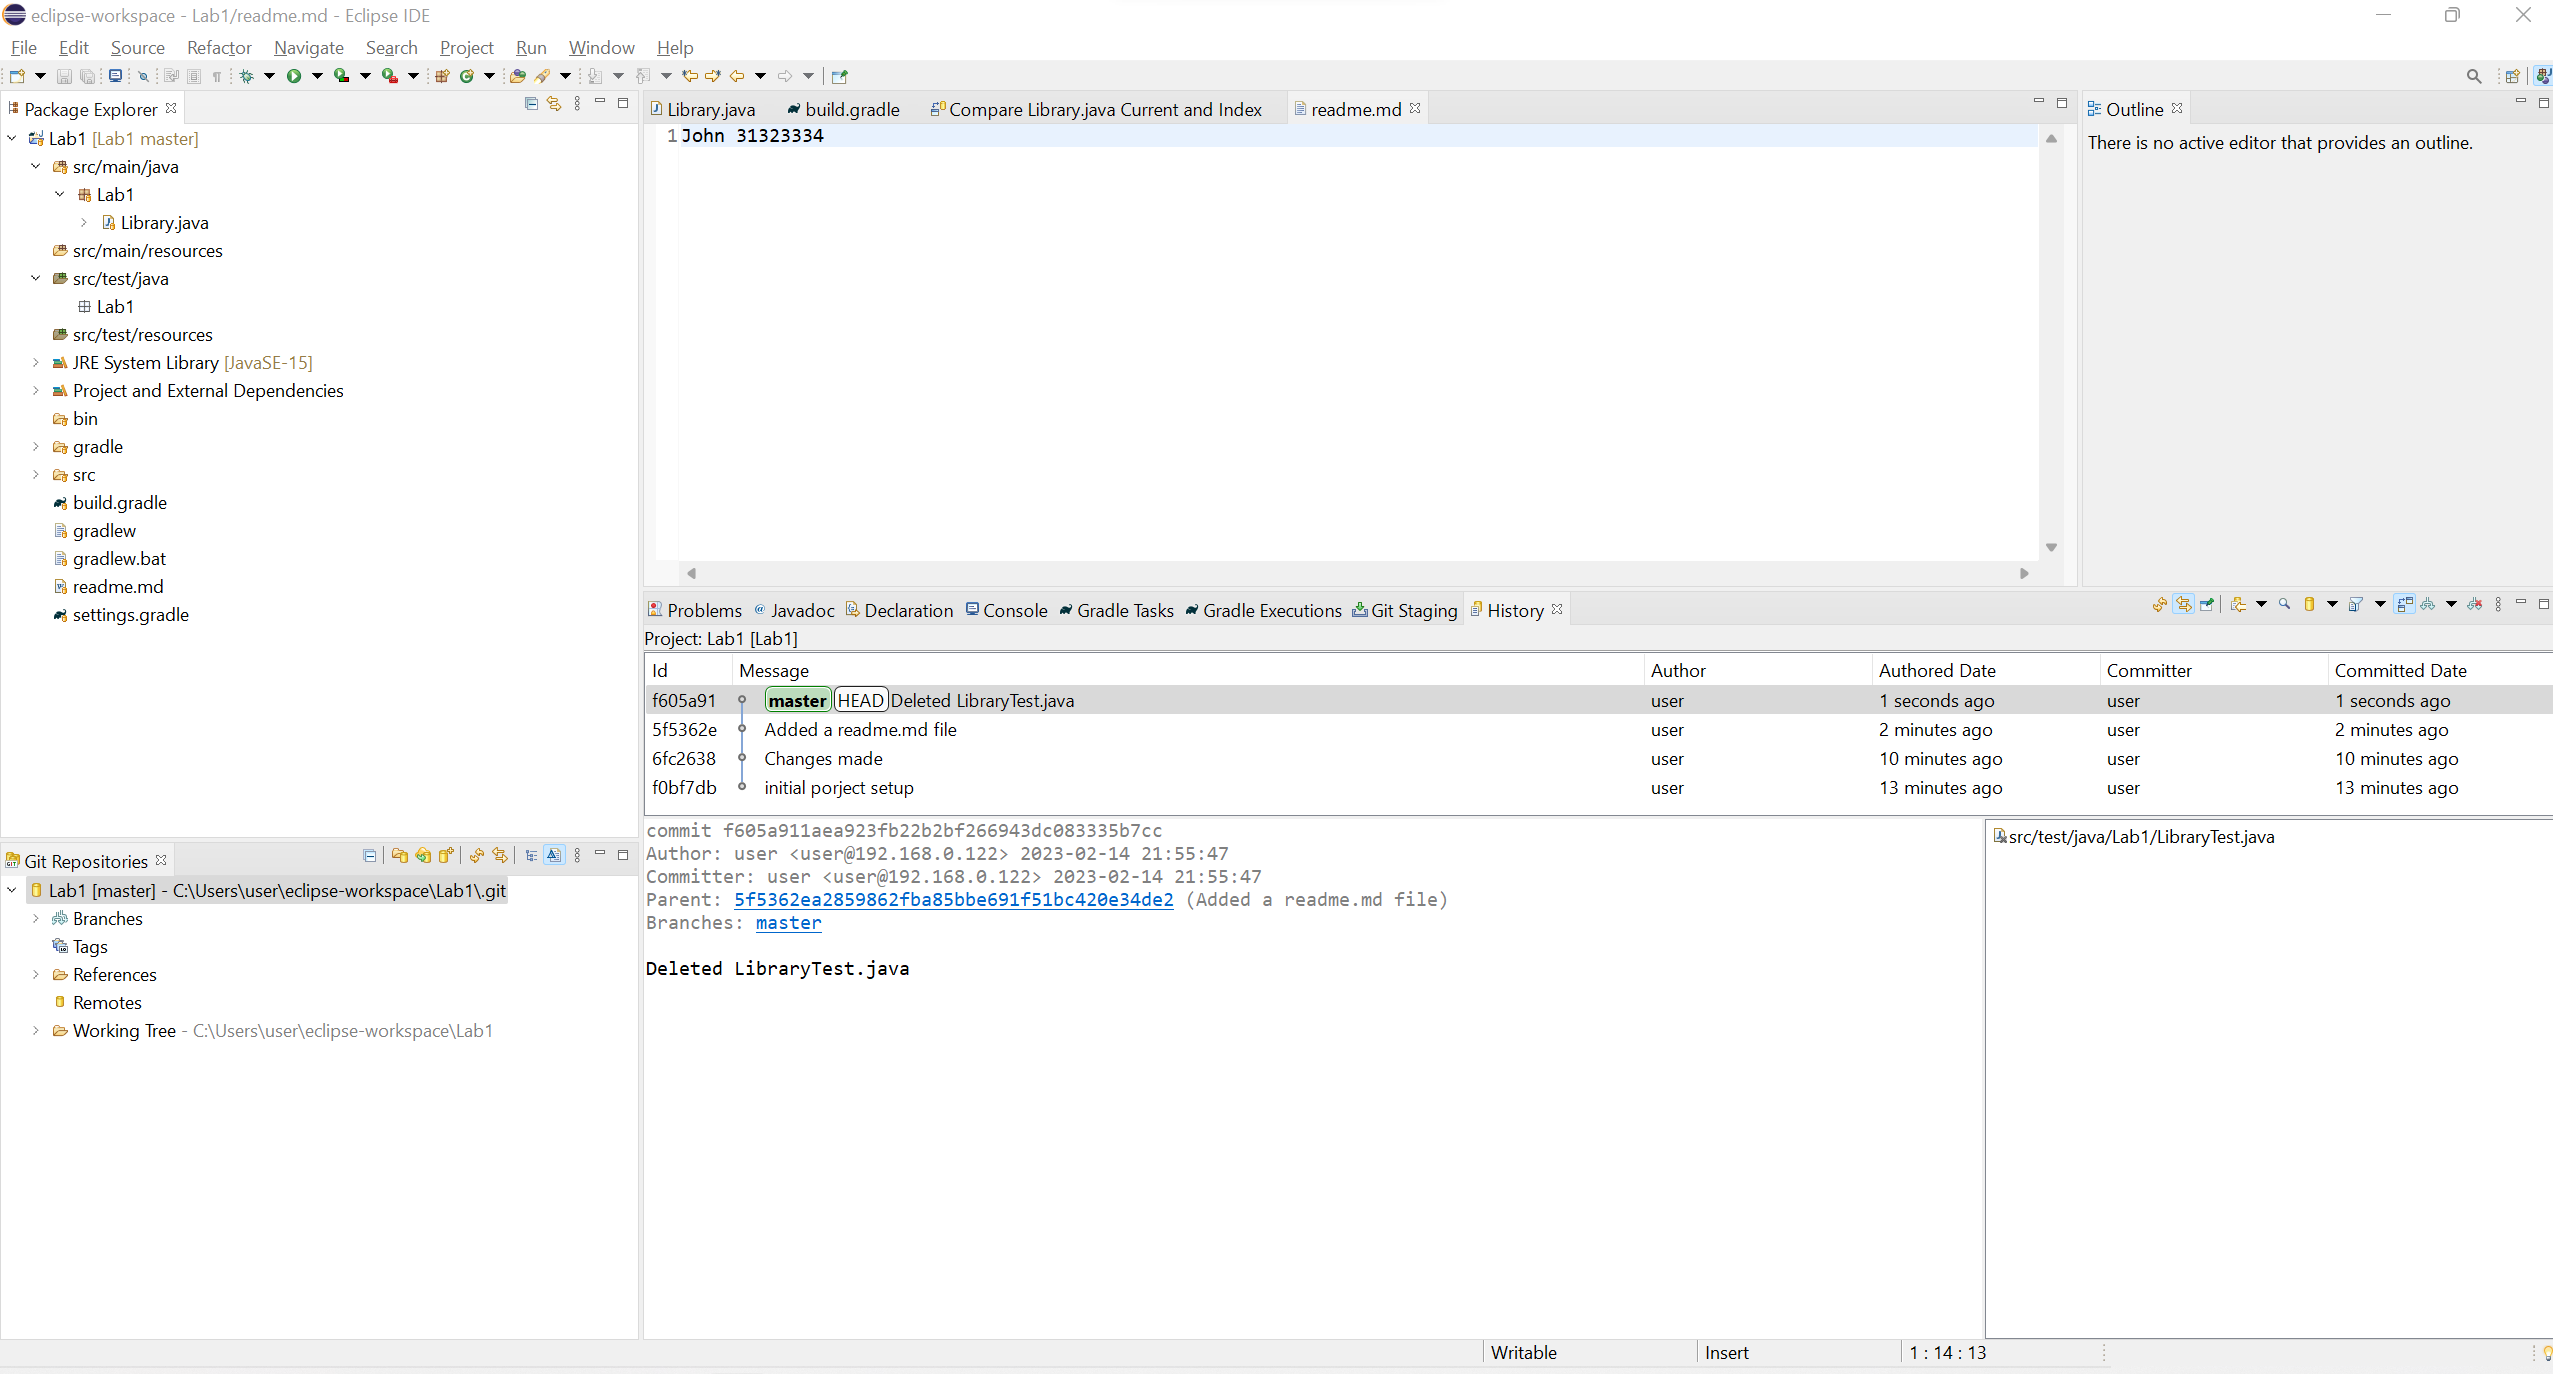 eclipse-workspace - Lab1/readme.md - Eclipse IDE
File Edit Source Refactor Navigate Search Project Run Window Help
Package Explorer
Lab1 [Lab1 master]
src/main/java
Lab1
Library.java
src/main/resources
src/test/java
Lab1
src/test/resources
JRE System Library [JavaSE-15]
Project and External Dependencies
bin
gradle
src
build.gradle
gradlew
gradlew.bat
readme.md
settings.gradle
Library.java build.gradle Compare Library.java Current and Index readme.md
1 John 31323334
Outline
There is no active editor that provides an outline.
Problems Javadoc Declaration Console Gradle Tasks Gradle Executions Git Staging History
Project: Lab1 [Lab1]
Id Message Author Authored Date Committer Committed Date
f605a91 master HEAD Deleted LibraryTest.java user 1 seconds ago user 1 seconds ago
5f5362e Added a readme.md file user 2 minutes ago user 2 minutes ago
6fc2638 Changes made user 10 minutes ago user 10 minutes ago
f0bf7db initial porject setup user 13 minutes ago user 13 minutes ago
commit f605a911aea923fb22b2bf266943dc083335b7cc
Author: user <user@192.168.0.122> 2023-02-14 21:55:47
Committer: user <user@192.168.0.122> 2023-02-14 21:55:47
Parent: 5f5362ea2859862fba85bbe691f51bc420e34de2 (Added a readme.md file)
Branches: master
Deleted LibraryTest.java
src/test/java/Lab1/LibraryTest.java
Git Repositories
Lab1 [master] - C:\Users\user\eclipse-workspace\Lab1\.git
Branches
Tags
References
Remotes
Working Tree - C:\Users\user\eclipse-workspace\Lab1
Writable Insert 1 : 14 : 13